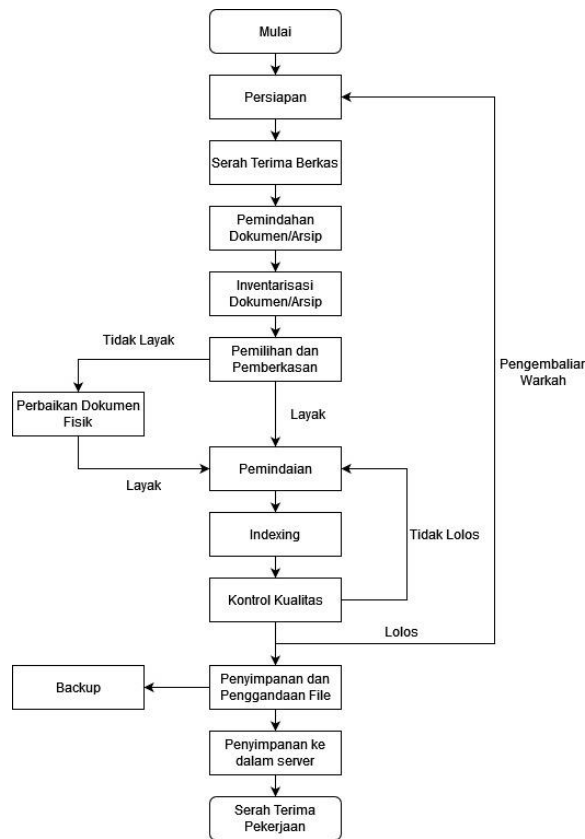 Mulai
Persiapan
Serah Terima Berkas
Pemindahan
Dokumen/Arsip
Inventarisasi
Dokumen/Arsip
Tidak Layak
Pemilihan dan
Pemberkasan
Pengembalian
Warkah
Perbaikan Dokumen
Fisik
Layak
Pemindaian
Layak
Indexing
Tidak Lolos
Kontrol Kualitas
Lolos
Backup
Penyimpanan dan
Penggandaan File
Penyimpanan ke
dalam server
Serah Terima
Pekerjaan